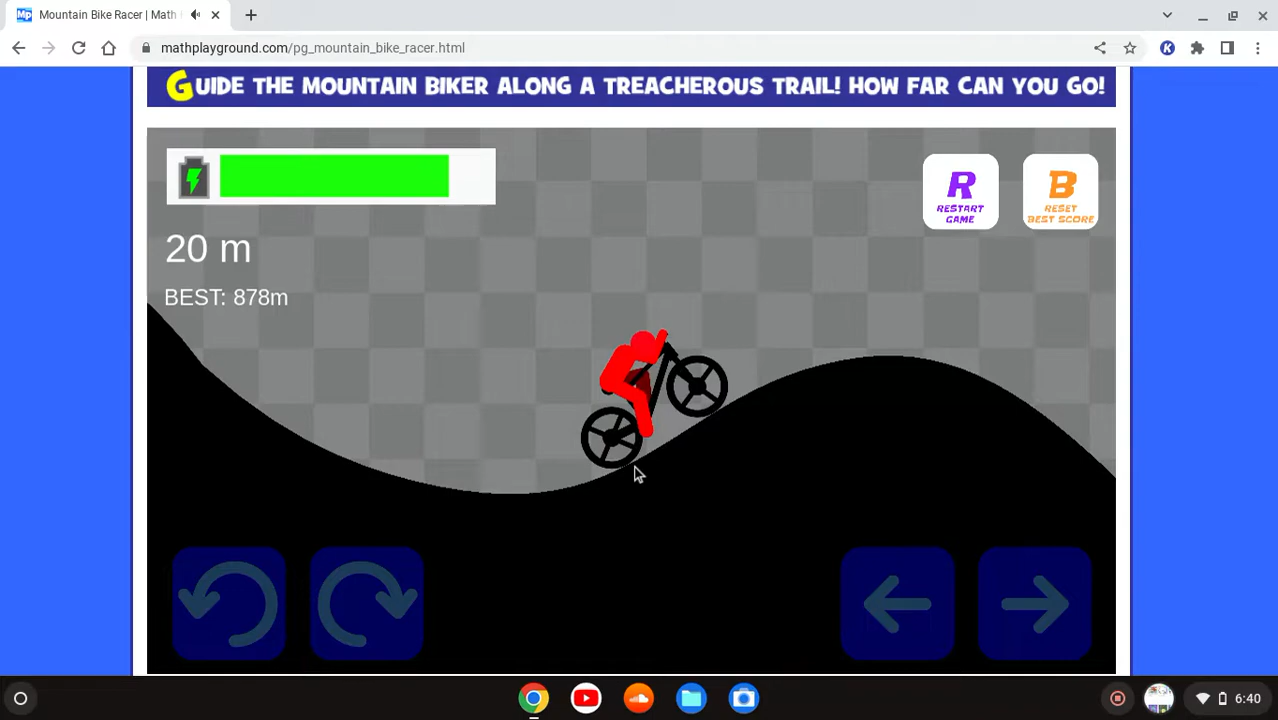 Mountain Bike Racer | Math
mathplayground.com/pg_mountain_bike_racer.html
GUIDE THE MOUNTAIN BIKER ALONG A TREACHEROUS TRAIL! HOW FAR CAN YOU GO!
R
RESTART
GAME
B
RESET
BEST SCORE
20 m
BEST: 878m
6:40